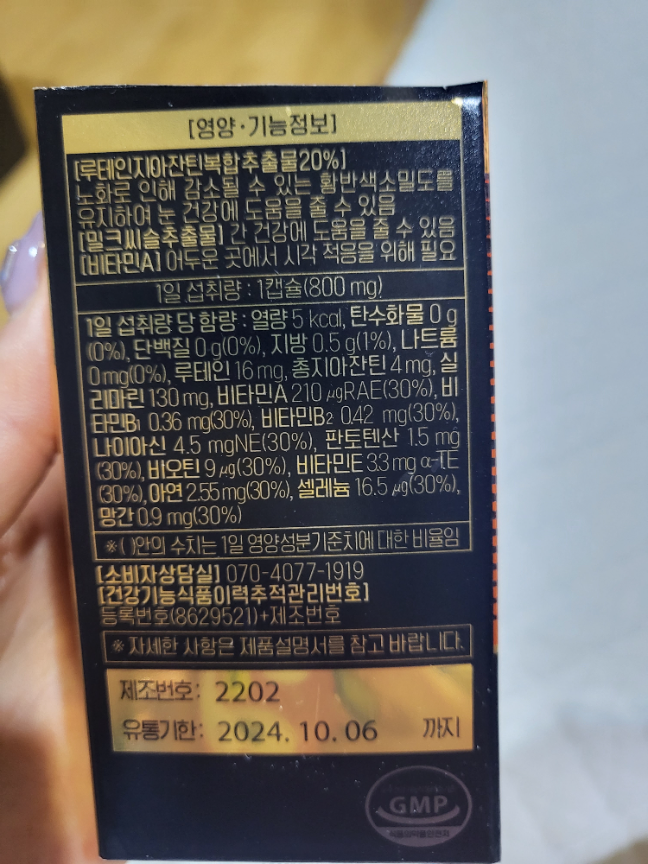 [영양·기능정보]
[루테인지아잔틴복합추출물20%]
노화로 인해 감소될 수 있는 황반색소밀도를
유지하여 눈 건강에 도움을 줄 수 있음
[밀크씨슬추출물] 간 건강에 도움을 줄 수 있음
[비타민A] 어두운 곳에서 시각 적응을 위해 필요
1일 섭취량 : 1캡슐(800 mg)
1일 섭취량 당 함량 : 열량 5 kcal, 탄수화물 0 g
(0%), 단백질 0 g(0%), 지방 0.5 g(1%), 나트륨
0 mg(0%), 루테인 16 mg, 총지아잔틴 4 mg, 실
리마린 130 mg, 비타민A 210 μgRAE(30%), 비
타민B1 0.36 mg(30%), 비타민B2 0.42 mg(30%),
나이아신 4.5 mgNE(30%), 판토텐산 1.5 mg
(30%), 비오틴 9 μg(30%), 비타민E 3.3 mg α-TE
(30%), 아연 2.55 mg(30%), 셀레늄 16.5 μg(30%),
망간 0.9 mg(30%)
※( )안의 수치는 1일 영양성분기준치에 대한 비율임
[소비자상담실] 070-4077-1919
[건강기능식품이력추적관리번호]
등록번호(8629521)+제조번호
※ 자세한 사항은 제품설명서를 참고 바랍니다.
제조번호: 2202
유통기한: 2024. 10. 06 까지
GMP